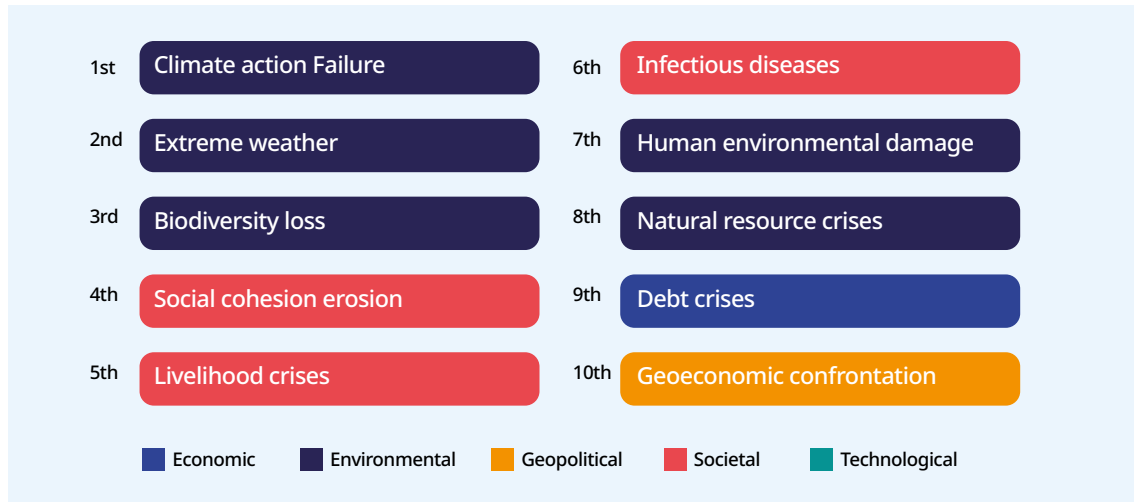 1st Climate action Failure
2nd Extreme weather
3rd Biodiversity loss
4th Social cohesion erosion
5th Livelihood crises
6th Infectious diseases
7th Human environmental damage
8th Natural resource crises
9th Debt crises
10th Geoeconomic confrontation
Economic Environmental Geopolitical Societal Technological